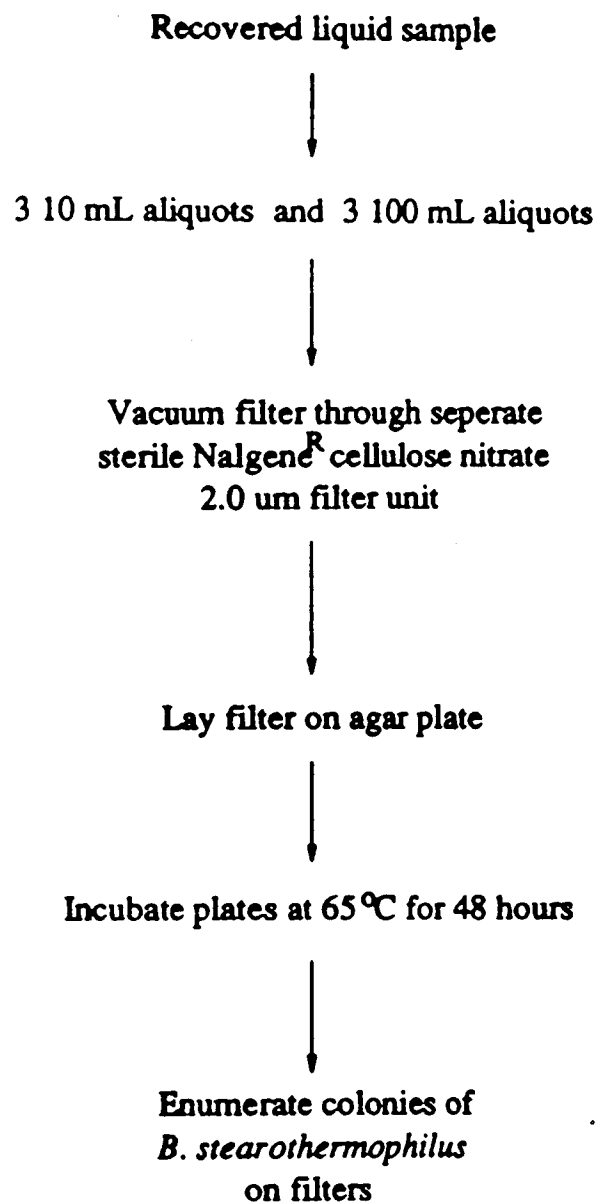 Recovered liquid sample
3 10 mL aliquots and 3 100 mL aliquots
Vacuum filter through seperate
sterile Nalgene^R cellulose nitrate
2.0 um filter unit
Lay filter on agar plate
Incubate plates at 65°C for 48 hours
Enumerate colonies of
B. stearothermophilus
on filters